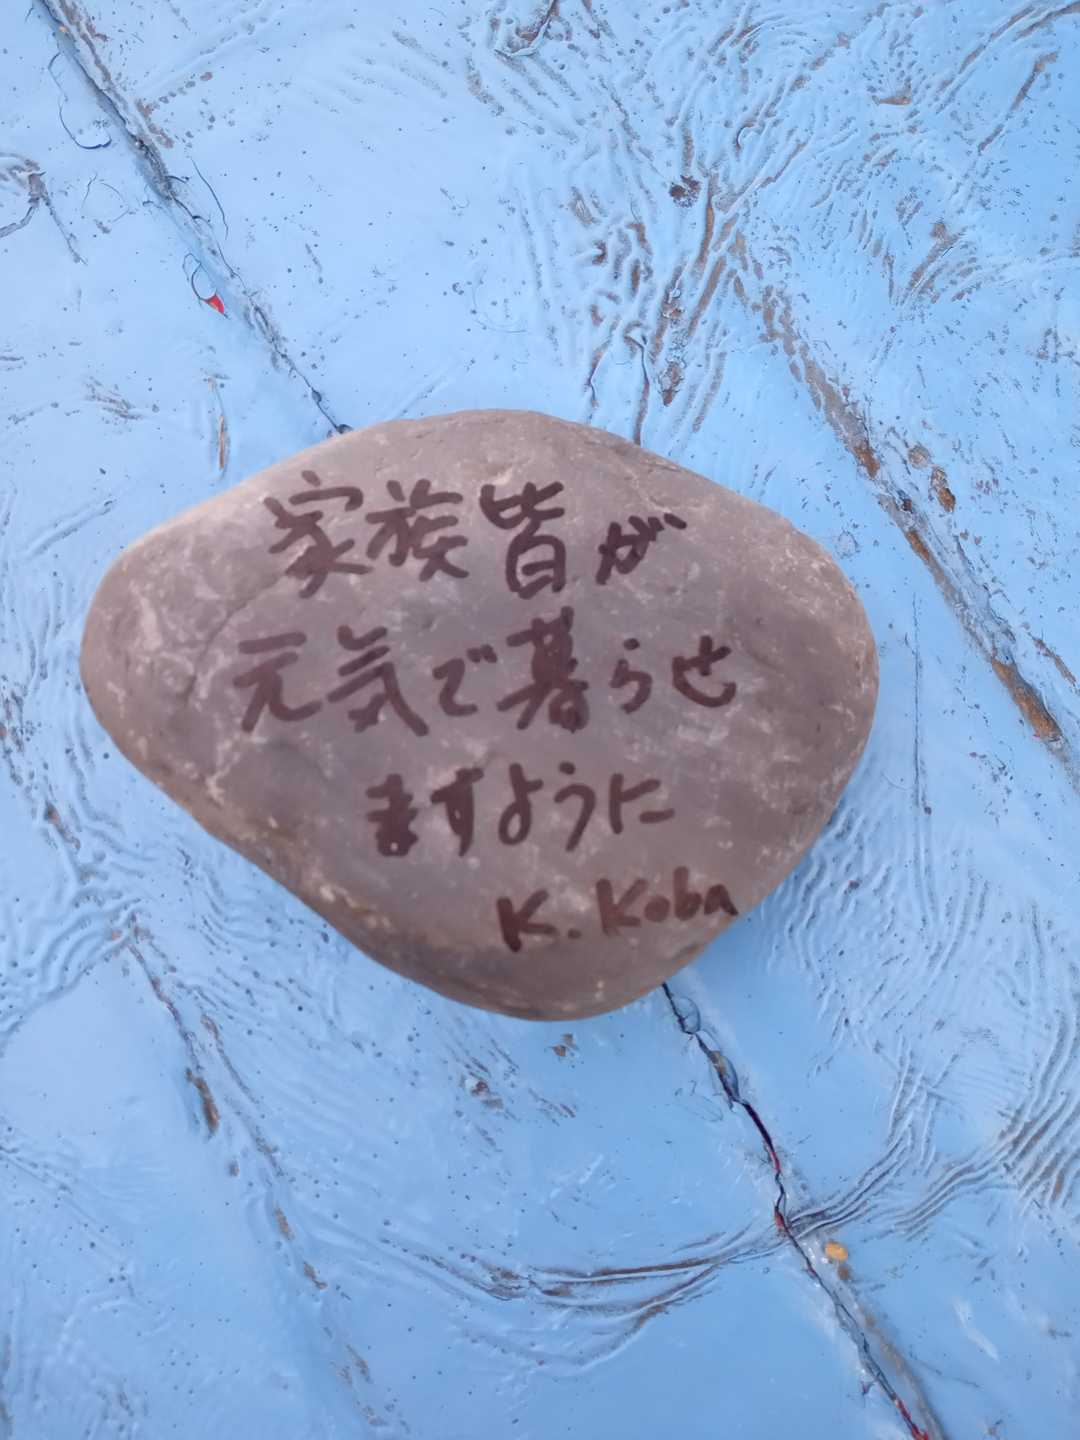 家族皆が
元気で暮らせ
ますように
K. Koba